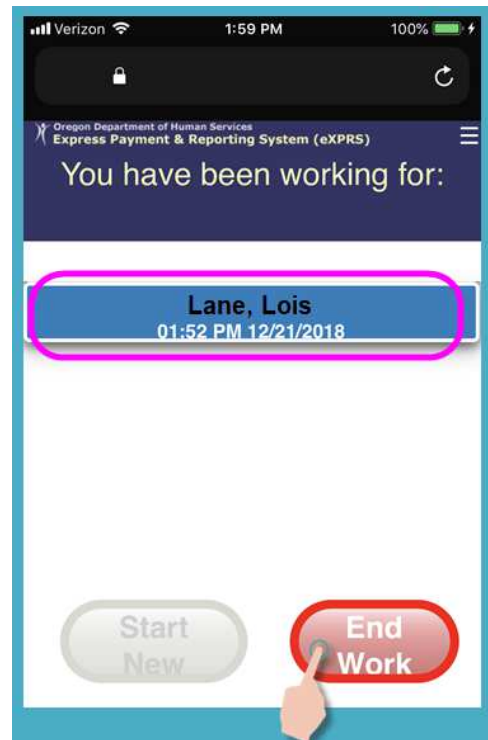 Verizon 1:59 PM 100%
Oregon Department of Human Services
Express Payment & Reporting System (eXPRS)
You have been working for:
Lane, Lois
01:52 PM 12/21/2018
Start
New
End
Work